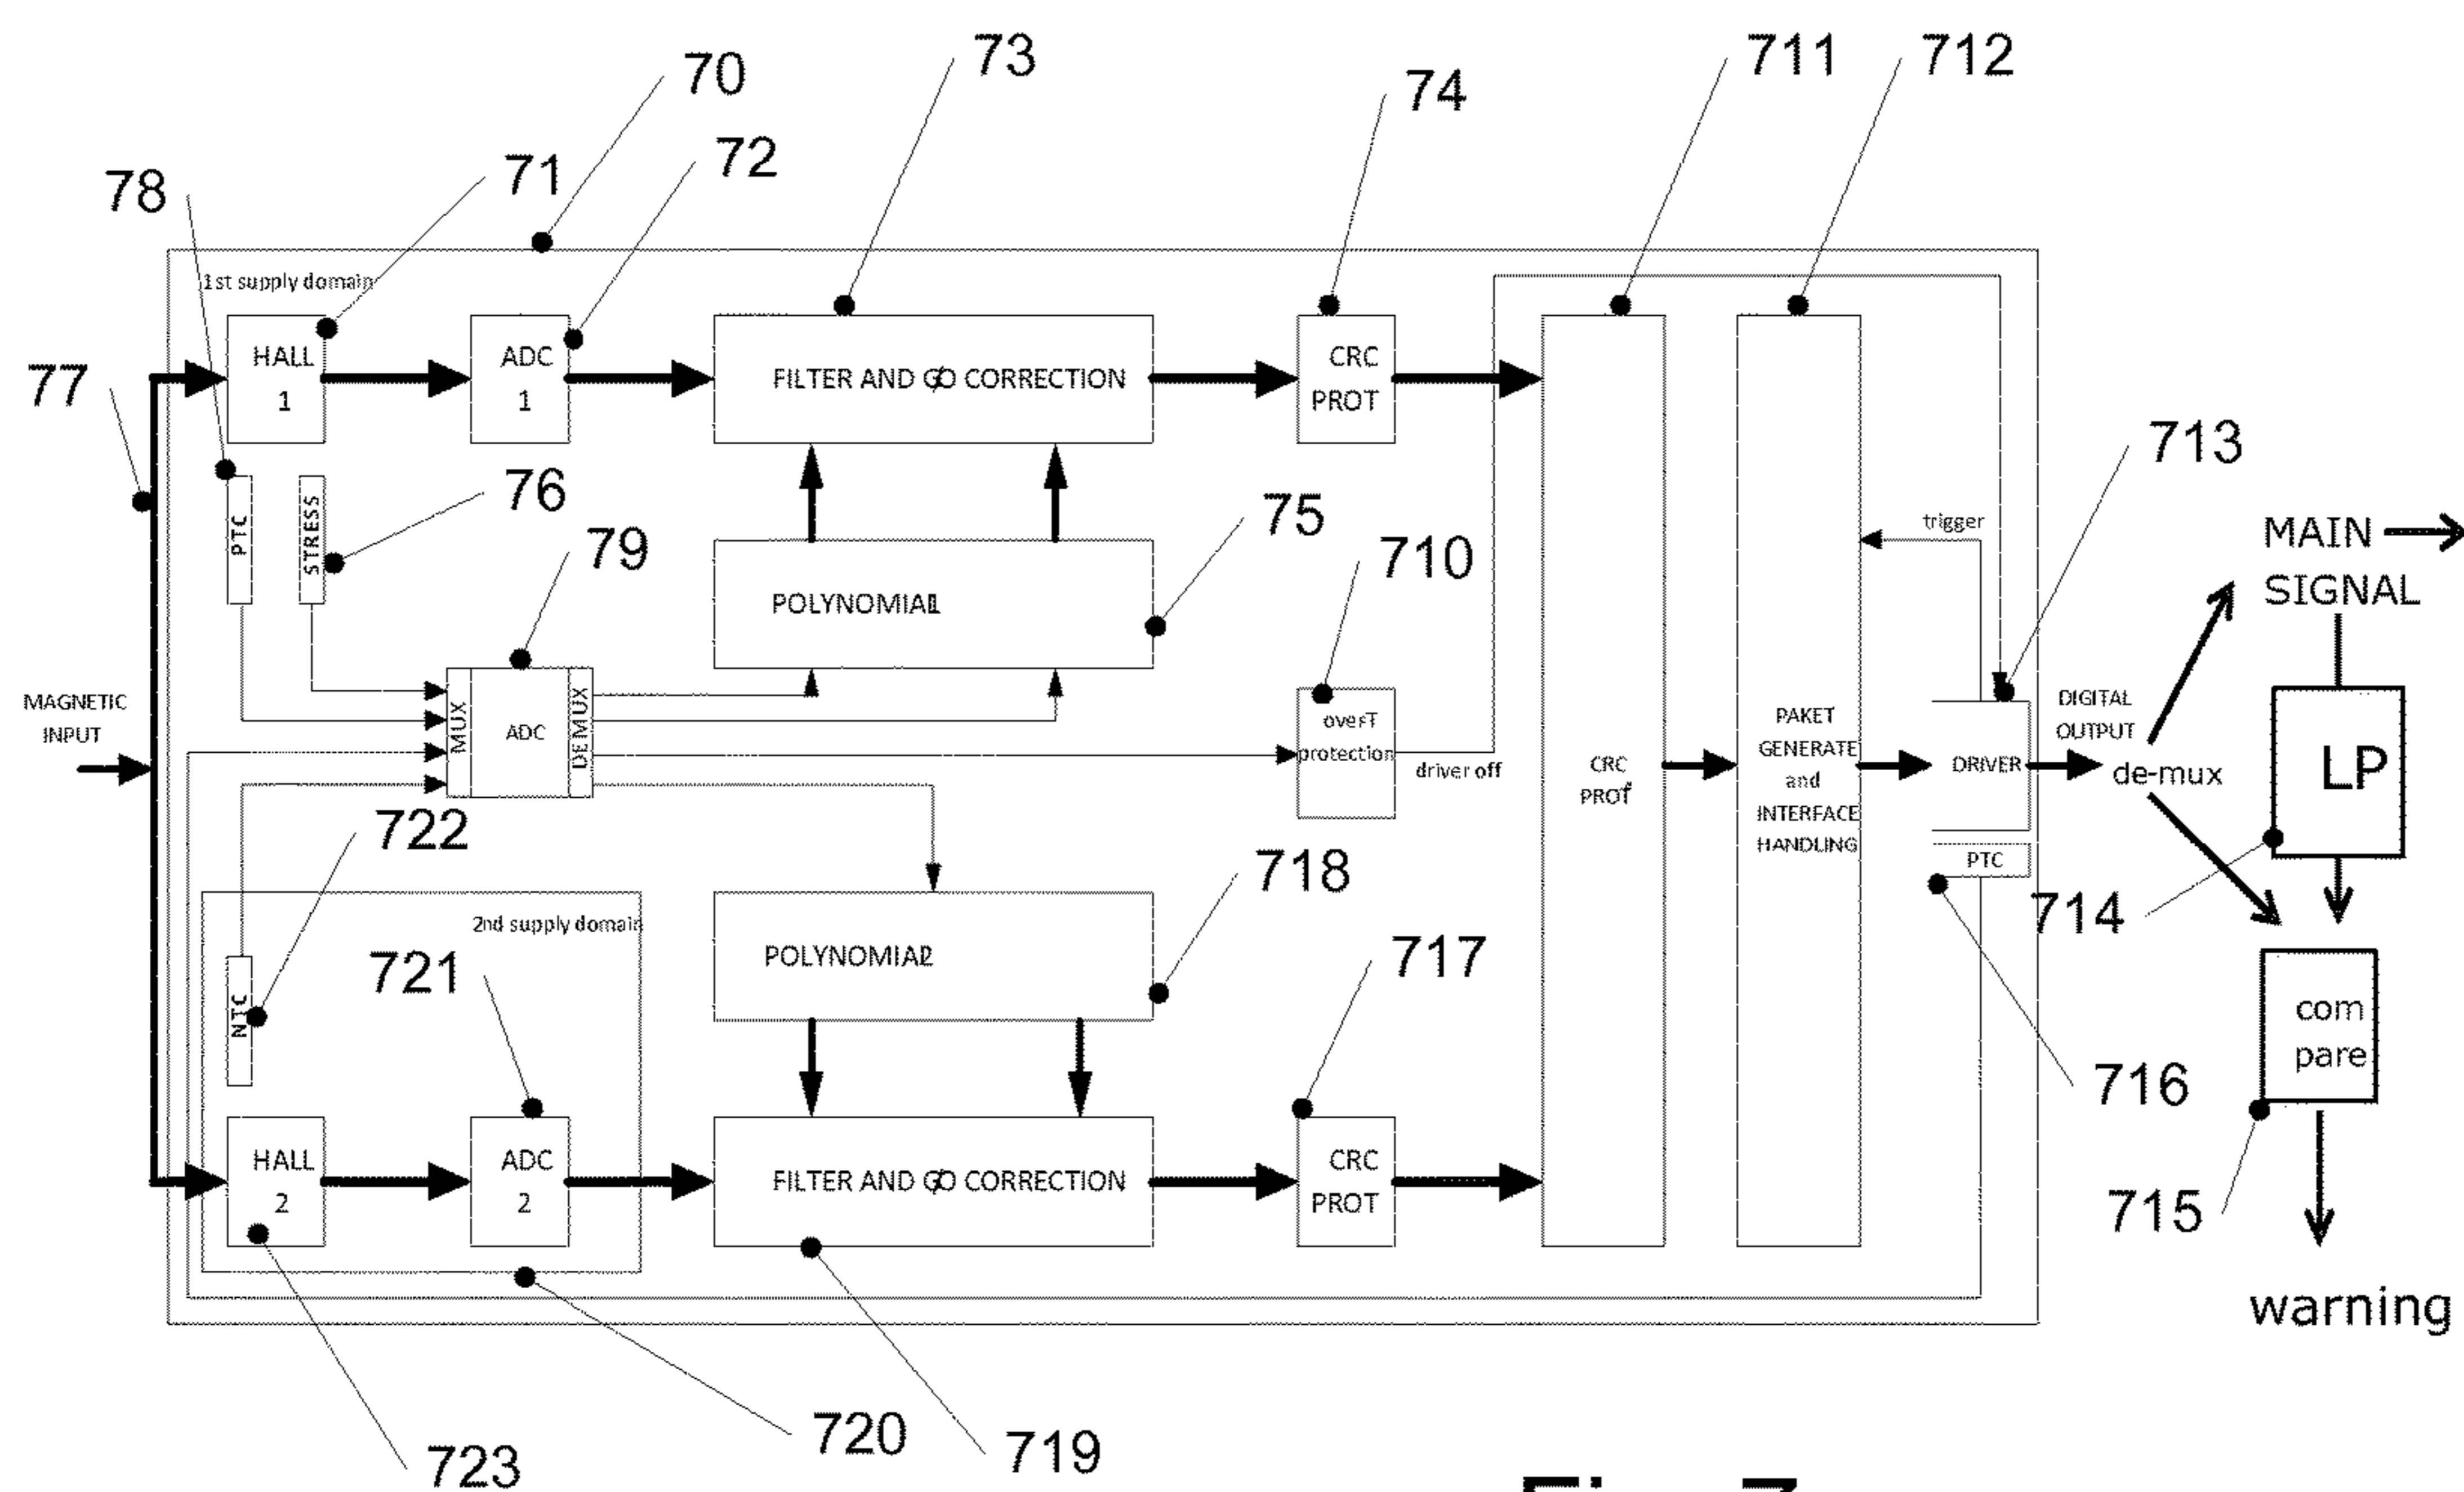 70
73
711
712
74
78
71
72
1st supply domain
77
HALL
1
ADC
1
FILTER AND G/O CORRECTION
CRC
PROT
713
PTC
STRESS
76
79
75
710
trigger
MAIN
SIGNAL
POLYNOMIAL1
MAGNETIC
INPUT
MUX
ADC
DEMUX
overT
protection
driver off
CRC
PROT
PAKET
GENERATE
and
INTERFACE
HANDLING
DRIVER
DIGITAL
OUTPUT
de-mux
LP
PTC
722
718
714
2nd supply domain
721
717
POLYNOMIAL2
NTC
com
pare
716
HALL
2
ADC
2
FILTER AND G/O CORRECTION
CRC
PROT
715
warning
723
720
719